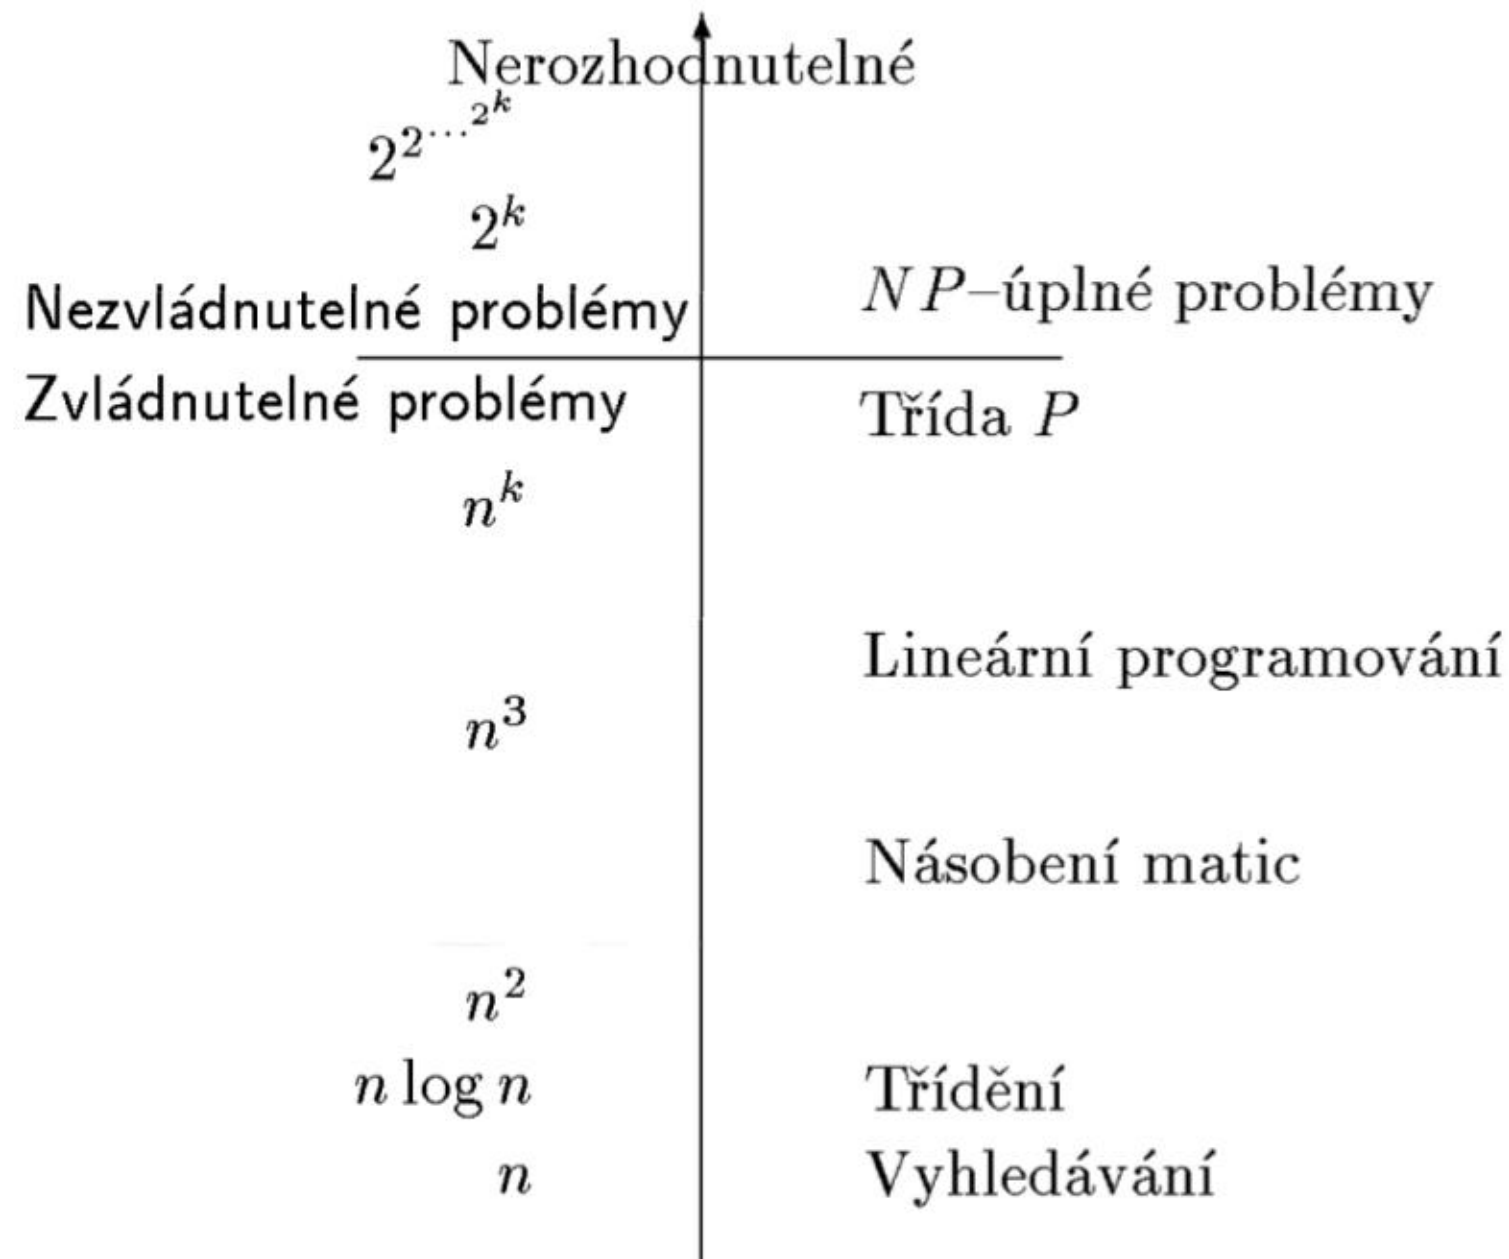 Nerozhodnutelné
2^{2^{\cdots^{2^k}}}
2^k
Nezvládnutelné problémy
NP–úplné problémy
Zvládnutelné problémy
Třída P
n^k
Lineární programování
n^3
Násobení matic
n^2
n log n
Třídění
n
Vyhledávání